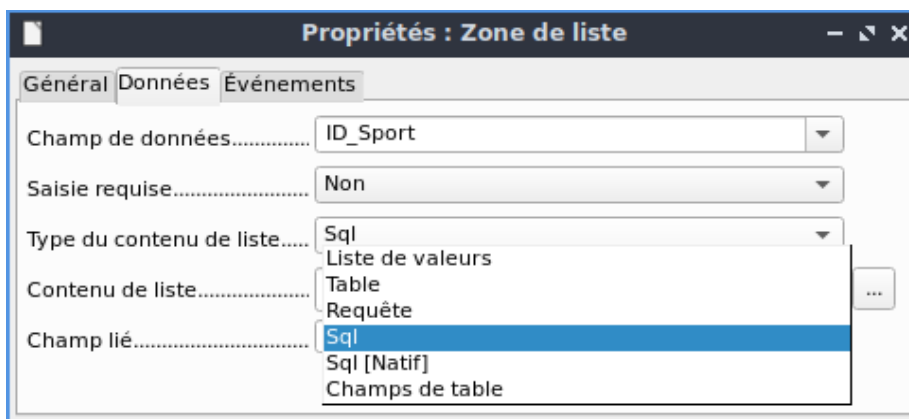 Propriétés : Zone de liste
Général Données Événements
Champ de données.............. ID_Sport
Saisie requise........................ Non
Type du contenu de liste..... Sql
Liste de valeurs
Table
Contenu de liste.................... Requête ...
Champ lié............................... Sql
Sql [Natif]
Champs de table